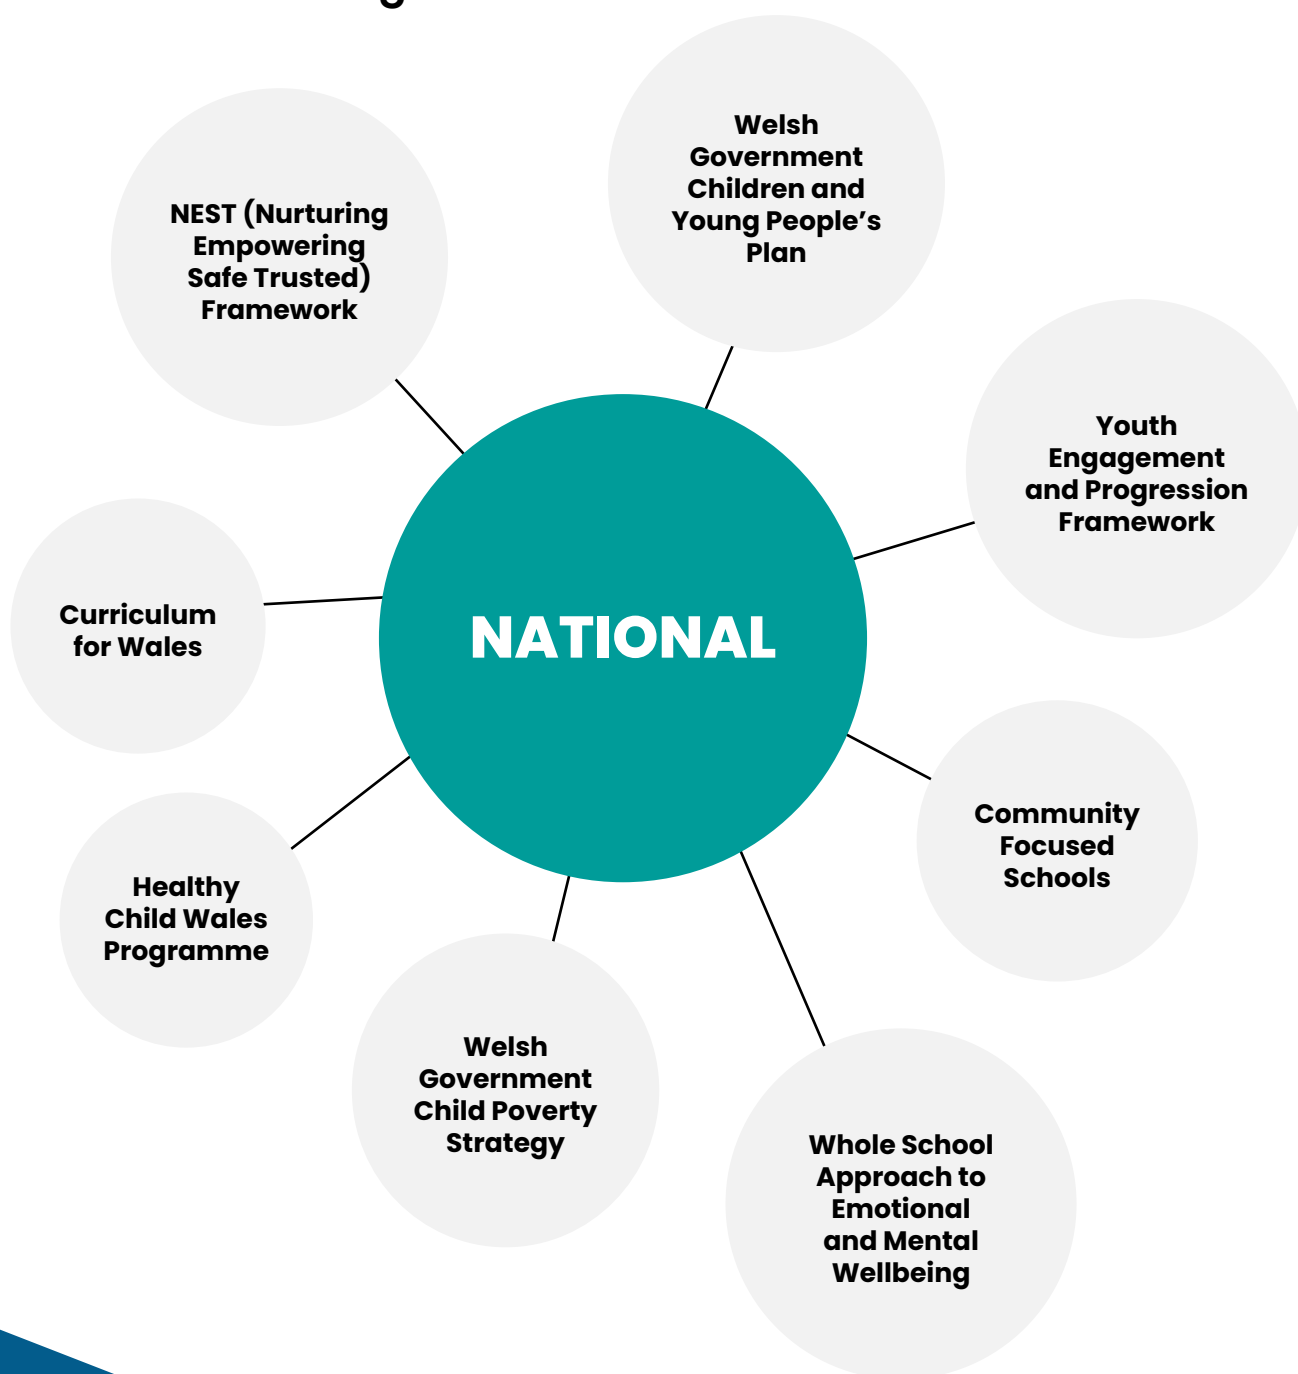 Welsh
Government
Children and
Young People's
Plan
NEST (Nurturing
Empowering
Safe Trusted)
Framework
Youth
Engagement
and Progression
Framework
Curriculum
for Wales
NATIONAL
Community
Focused
Schools
Healthy
Child Wales
Programme
Welsh
Government
Child Poverty
Strategy
Whole School
Approach to
Emotional
and Mental
Wellbeing